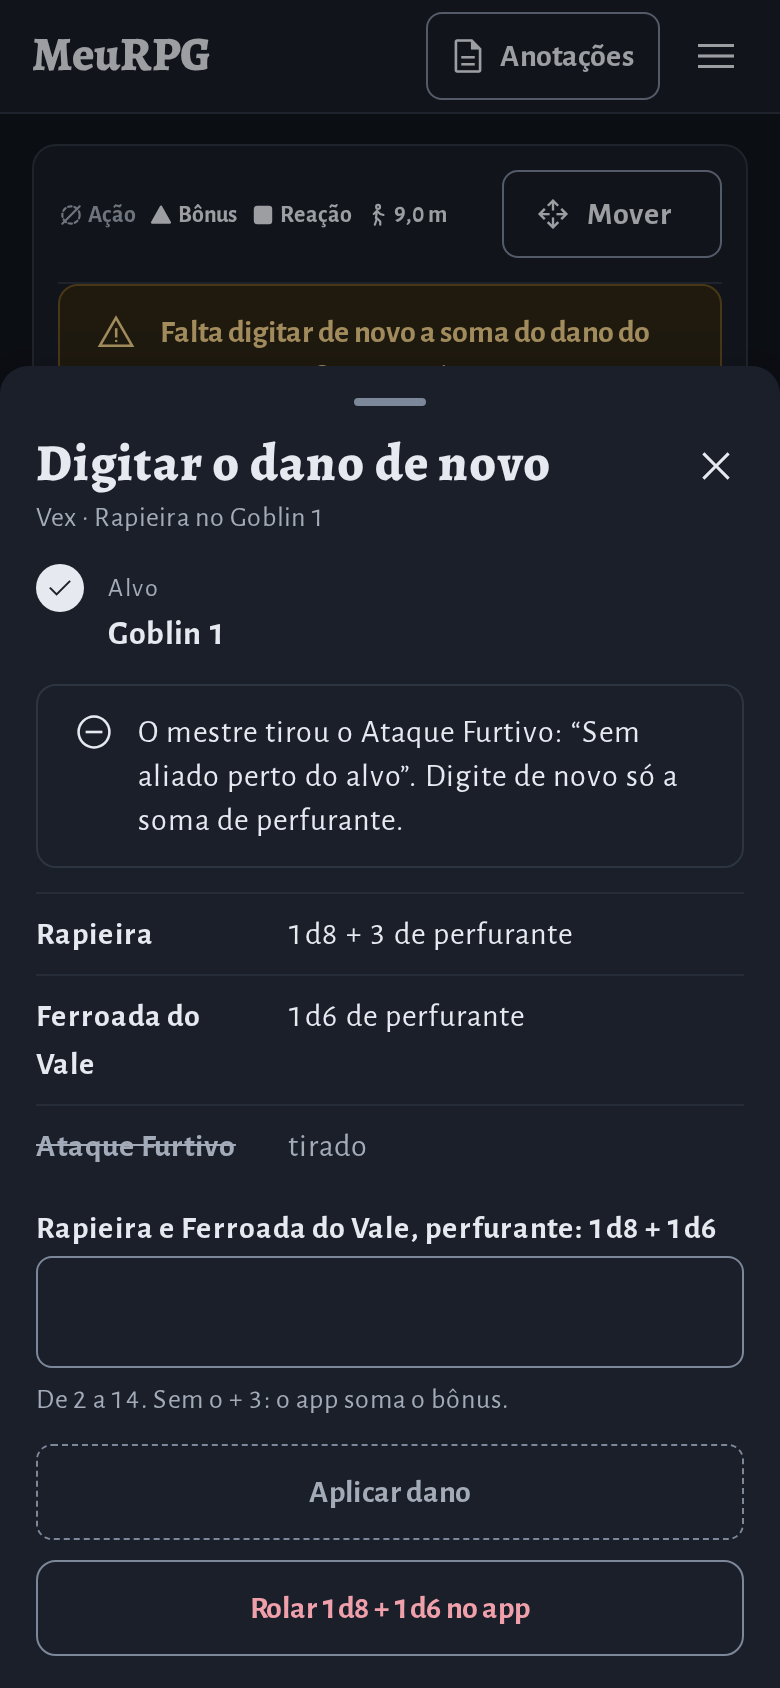 MeuRPG
Anotações
Ação
Bônus
Reação
9,0 m
Mover
Falta digitar de novo a soma do dano do
Digitar o dano de novo
Vex · Rapieira no Goblin 1
Alvo
Goblin 1
O mestre tirou o Ataque Furtivo: “Sem
aliado perto do alvo”. Digite de novo só a
soma de perfurante.
Rapieira
1d8 + 3 de perfurante
Ferroada do
Vale
1d6 de perfurante
Ataque Furtivo
tirado
Rapieira e Ferroada do Vale, perfurante: 1d8 + 1d6
De 2 a 14. Sem o + 3: o app soma o bônus.
Aplicar dano
Rolar 1d8 + 1d6 no app